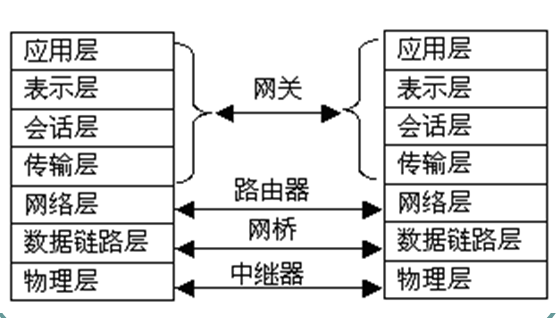 应用层
表示层
会话层
传输层
网络层
数据链路层
物理层
网关
路由器
网桥
中继器
应用层
表示层
会话层
传输层
网络层
数据链路层
物理层